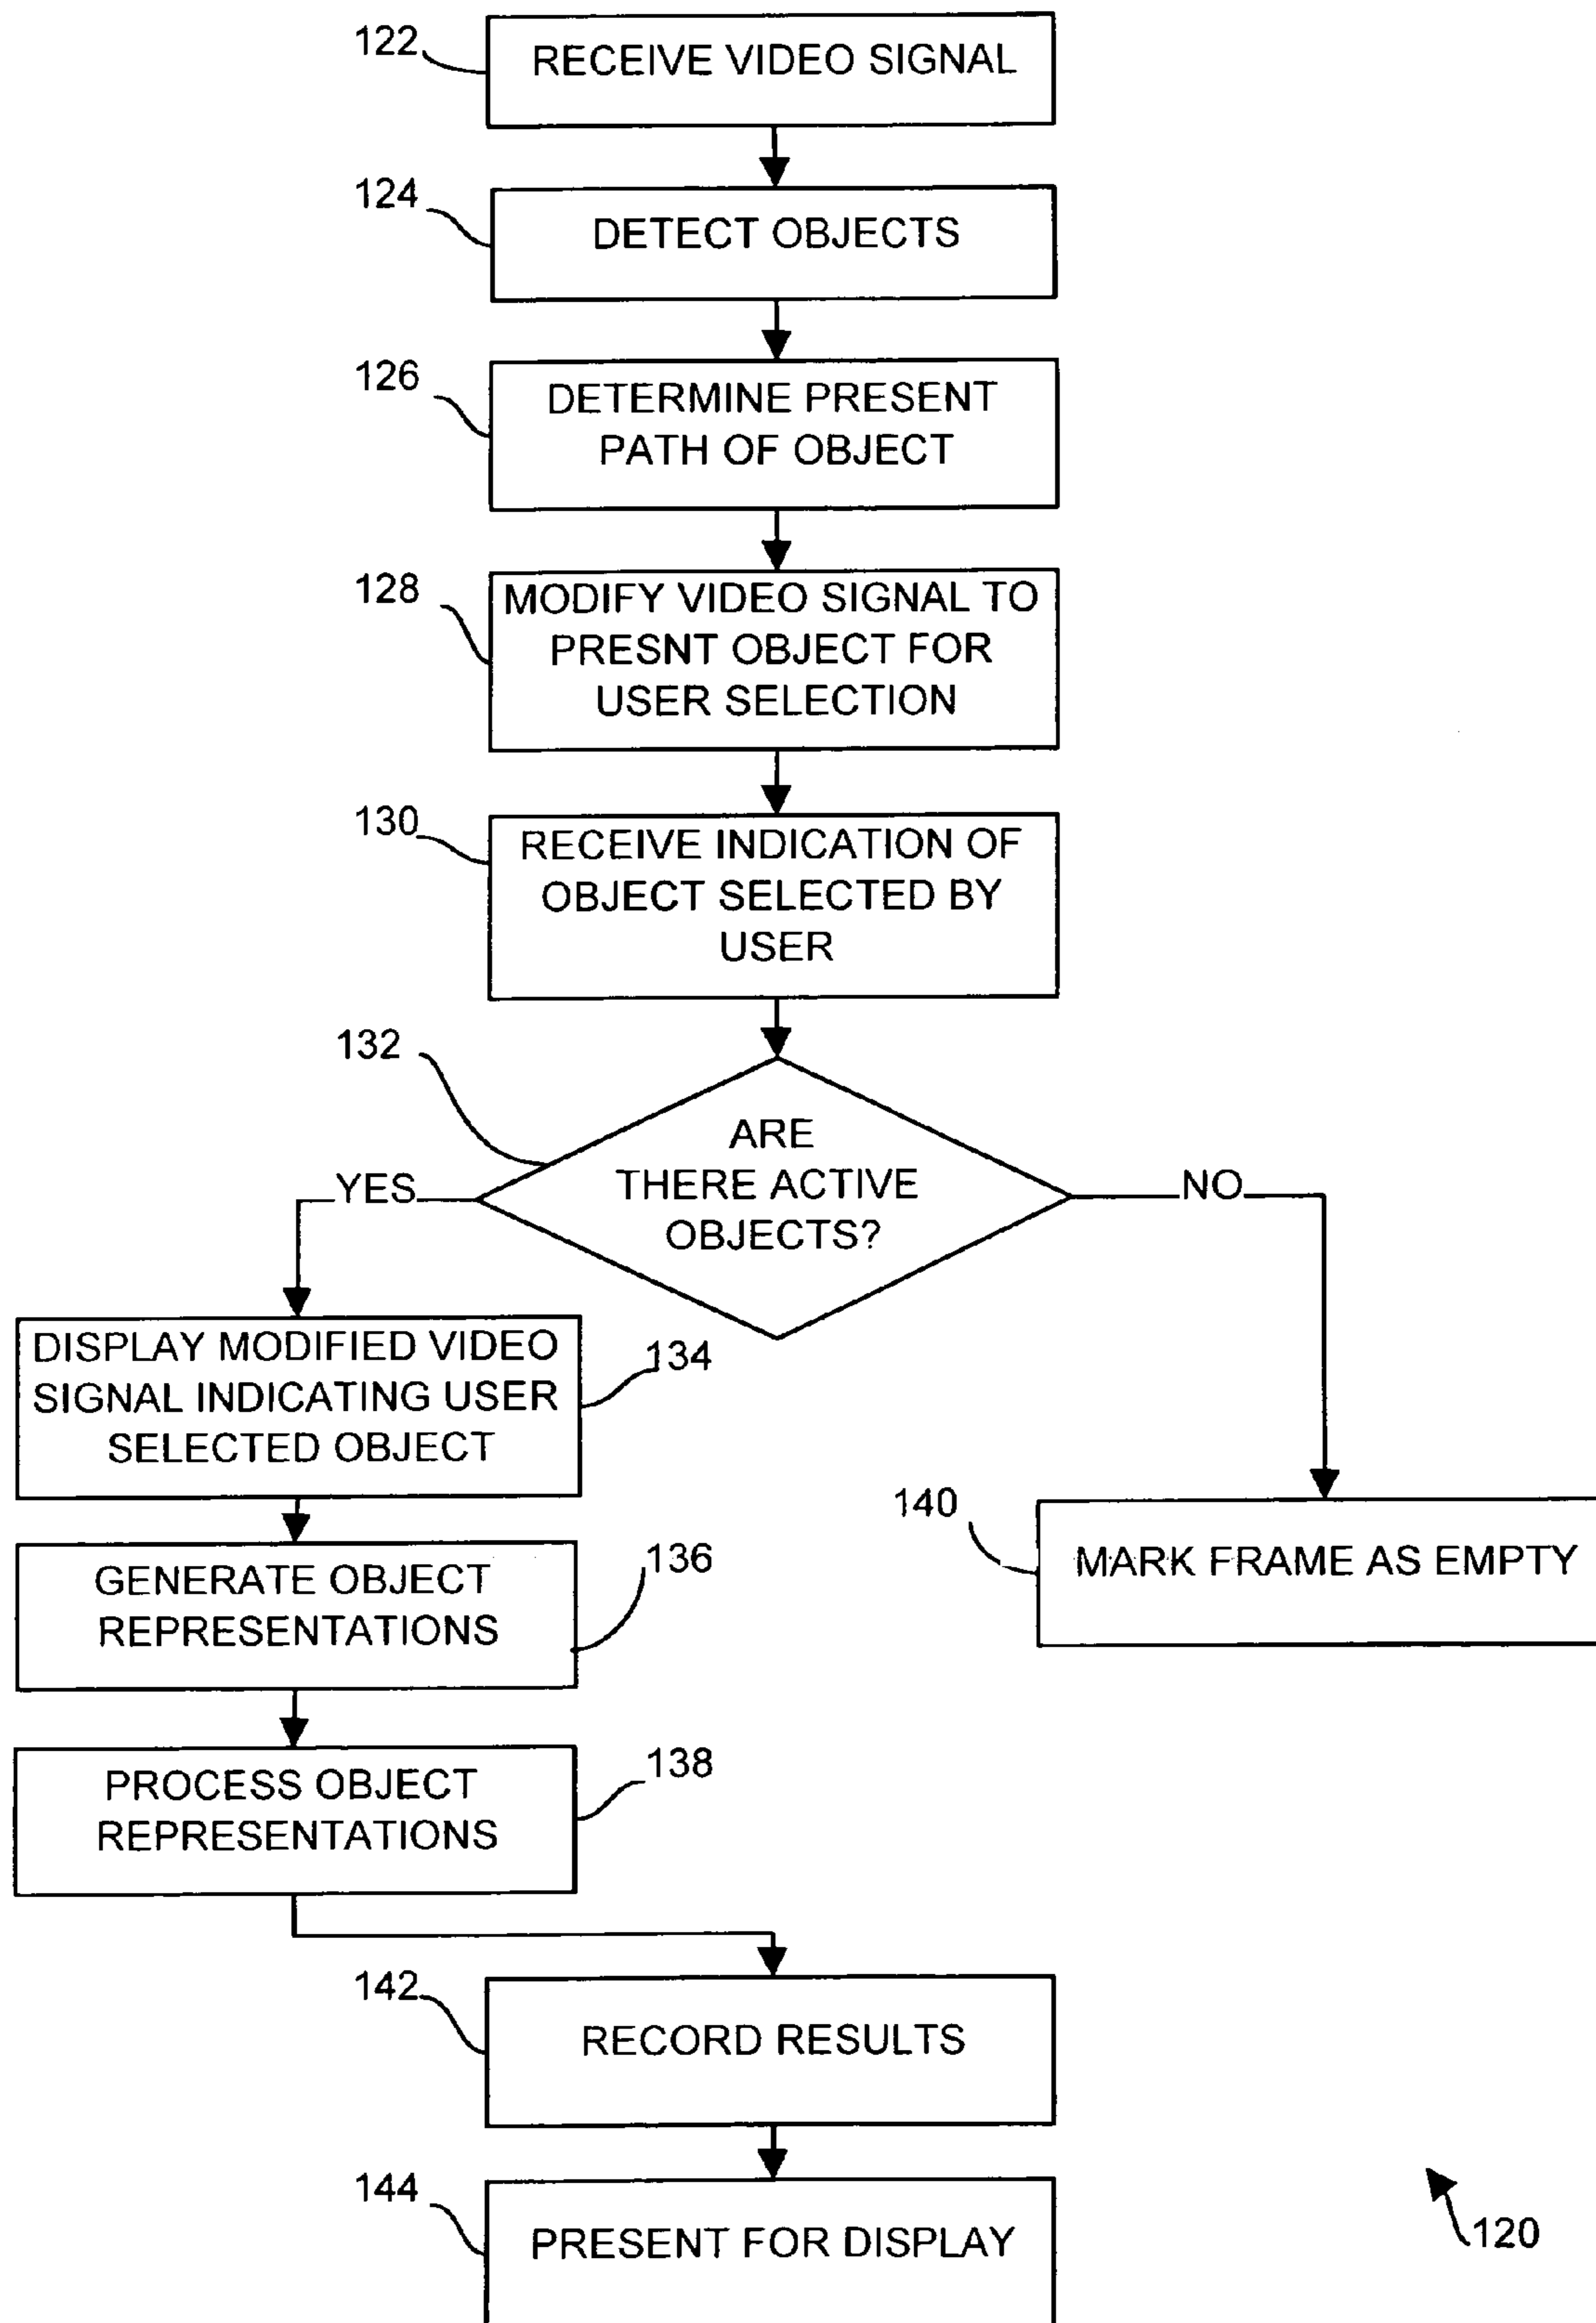 122
RECEIVE VIDEO SIGNAL
124
DETECT OBJECTS
126
DETERMINE PRESENT
PATH OF OBJECT
128
MODIFY VIDEO SIGNAL TO
PRESNT OBJECT FOR
USER SELECTION
130
RECEIVE INDICATION OF
OBJECT SELECTED BY
USER
132
ARE
THERE ACTIVE
OBJECTS?
YES
NO
DISPLAY MODIFIED VIDEO
SIGNAL INDICATING USER
SELECTED OBJECT
134
GENERATE OBJECT
REPRESENTATIONS
136
140
MARK FRAME AS EMPTY
PROCESS OBJECT
REPRESENTATIONS
138
142
RECORD RESULTS
144
PRESENT FOR DISPLAY
120